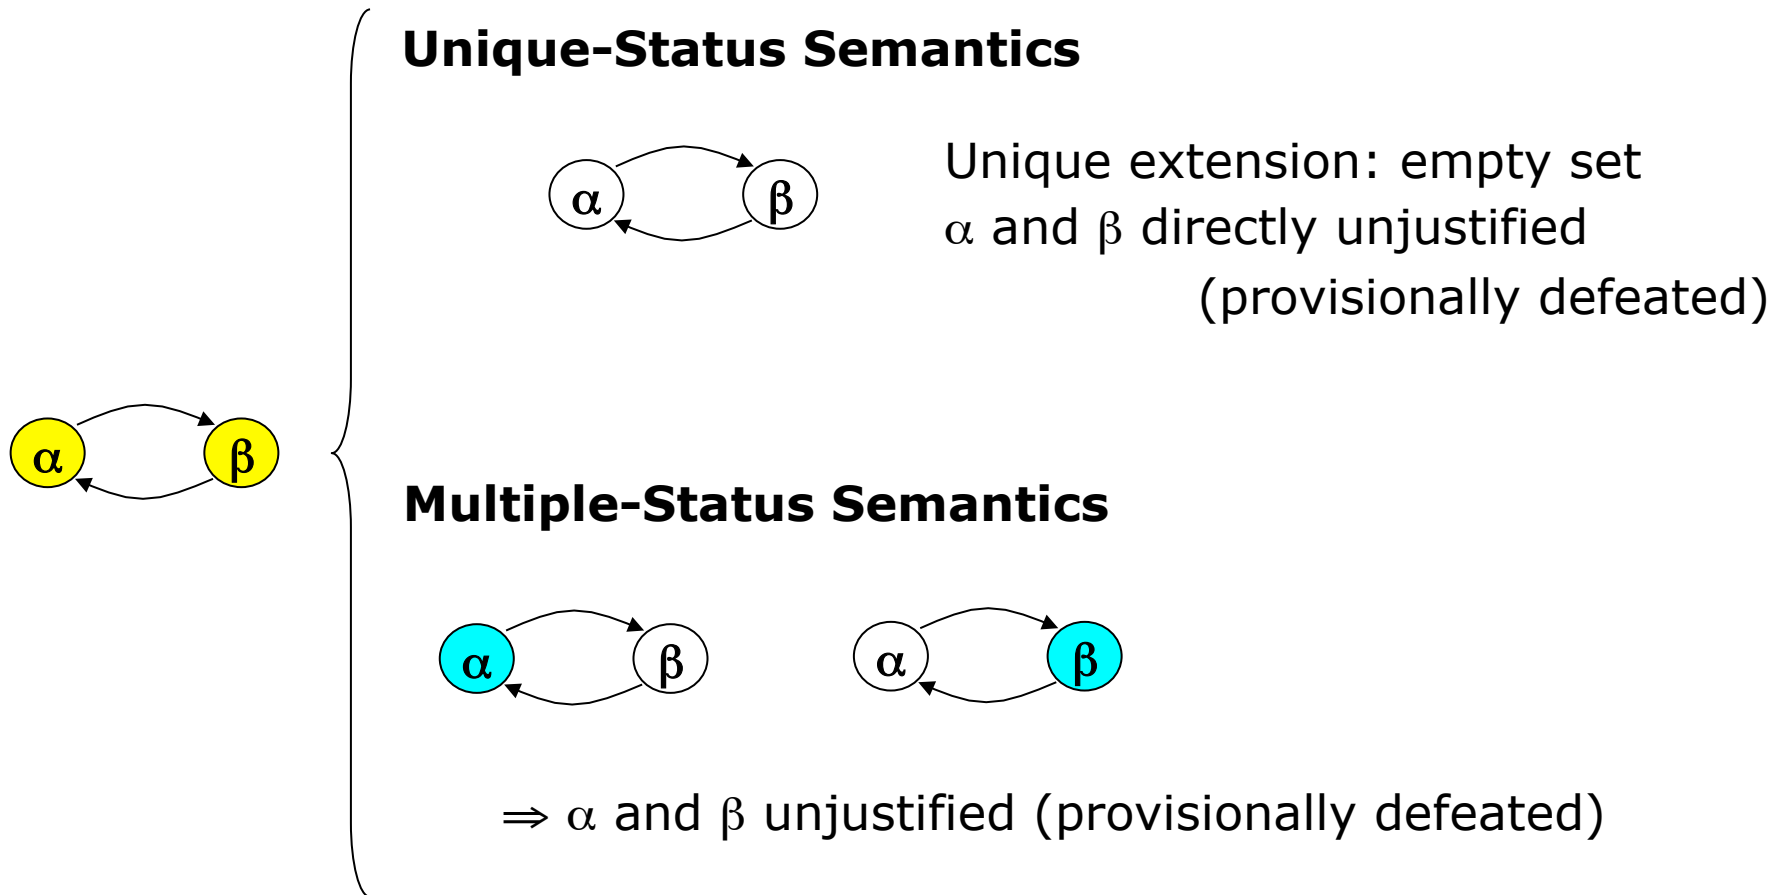 Unique-Status Semantics
α β
Unique extension: empty set
α and β directly unjustified
(provisionally defeated)
α β
Multiple-Status Semantics
α β α β
⇒ α and β unjustified (provisionally defeated)